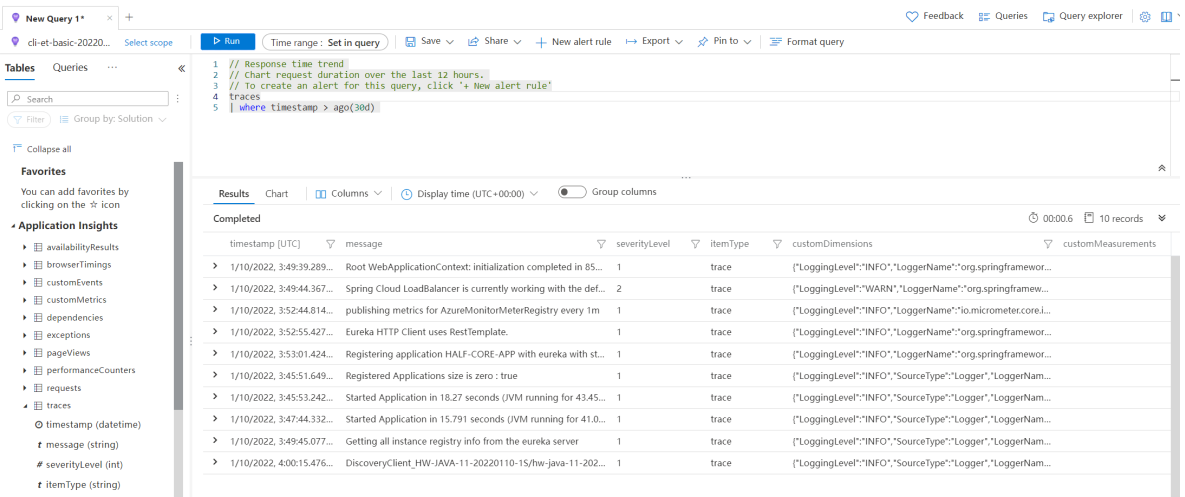 New Query 1*
Feedback Queries Query explorer
cli-et-basic-20220... Select scope Run Time range : Set in query Save Share New alert rule Export Pin to Format query
Tables Queries ···
Search
Filter Group by: Solution
Collapse all
Favorites
You can add favorites by
clicking on the ☆ icon
Application Insights
availabilityResults
browserTimings
customEvents
customMetrics
dependencies
exceptions
pageViews
performanceCounters
requests
traces
timestamp (datetime)
t message (string)
# severityLevel (int)
t itemType (string)
1 // Response time trend
2 // Chart request duration over the last 12 hours.
3 // To create an alert for this query, click '+ New alert rule'
4 traces
5 | where timestamp > ago(30d)
Results Chart Columns Display time (UTC+00:00) Group columns
Completed 00:00.6 10 records
timestamp [UTC] message severityLevel itemType customDimensions customMeasurements
1/10/2022, 3:49:39.289... Root WebApplicationContext: initialization completed in 85... 1 trace {"LoggingLevel":"INFO","LoggerName":"org.springframewor...
1/10/2022, 3:49:44.367... Spring Cloud LoadBalancer is currently working with the def... 2 trace {"LoggingLevel":"WARN","LoggerName":"org.springframew...
1/10/2022, 3:52:44.814... publishing metrics for AzureMonitorMeterRegistry every 1m 1 trace {"LoggingLevel":"INFO","LoggerName":"io.micrometer.core.i...
1/10/2022, 3:52:55.427... Eureka HTTP Client uses RestTemplate. 1 trace {"LoggingLevel":"INFO","LoggerName":"org.springframewor...
1/10/2022, 3:53:01.424... Registering application HALF-CORE-APP with eureka with st... 1 trace {"LoggingLevel":"INFO","LoggerName":"org.springframewor...
1/10/2022, 3:45:51.649... Registered Applications size is zero : true 1 trace {"LoggingLevel":"INFO","SourceType":"Logger","LoggerNam...
1/10/2022, 3:45:53.242... Started Application in 18.27 seconds (JVM running for 43.45... 1 trace {"LoggingLevel":"INFO","SourceType":"Logger","LoggerNam...
1/10/2022, 3:47:44.332... Started Application in 15.791 seconds (JVM running for 41.0... 1 trace {"LoggingLevel":"INFO","SourceType":"Logger","LoggerNam...
1/10/2022, 3:49:45.077... Getting all instance registry info from the eureka server 1 trace {"LoggingLevel":"INFO","SourceType":"Logger","LoggerNam...
1/10/2022, 4:00:15.476... DiscoveryClient_HW-JAVA-11-20220110-1S/hw-java-11-202... 1 trace {"LoggingLevel":"INFO","SourceType":"Logger","LoggerNam...